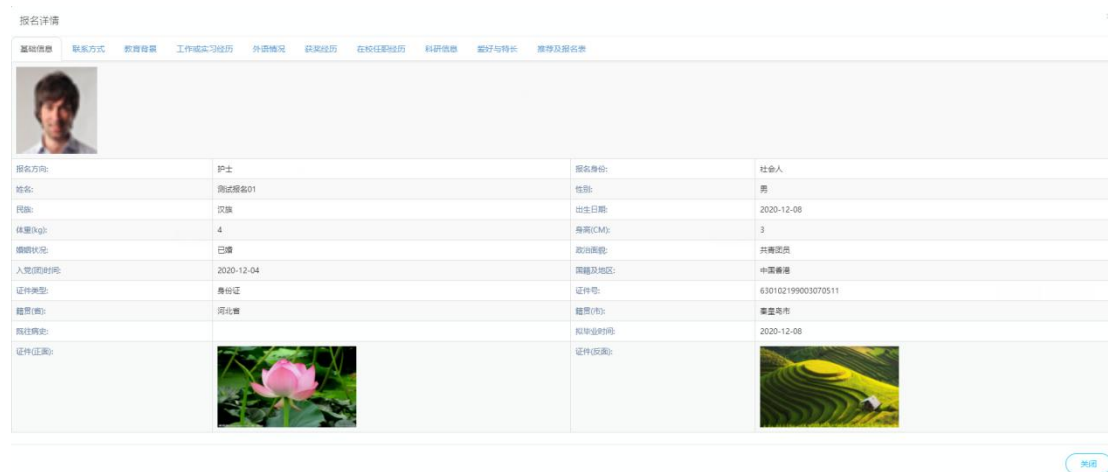 报名详情
基础信息 联系方式 教育背景 工作或实习经历 外语情况 获奖经历 在校任职经历 科研信息 爱好与特长 推荐及报名表
报名方向: 护士 报名身份: 社会人
姓名: 测试报名01 性别: 男
民族: 汉族 出生日期: 2020-12-08
体重(kg): 4 身高(CM): 3
婚姻状况: 已婚 政治面貌: 共青团员
入党(团)时间: 2020-12-04 国籍及地区: 中国香港
证件类型: 身份证 证件号: 630102199003070511
籍贯(省): 河北省 籍贯(市): 秦皇岛市
既往病史: 拟毕业时间: 2020-12-08
证件(正面): 证件(反面):
关闭